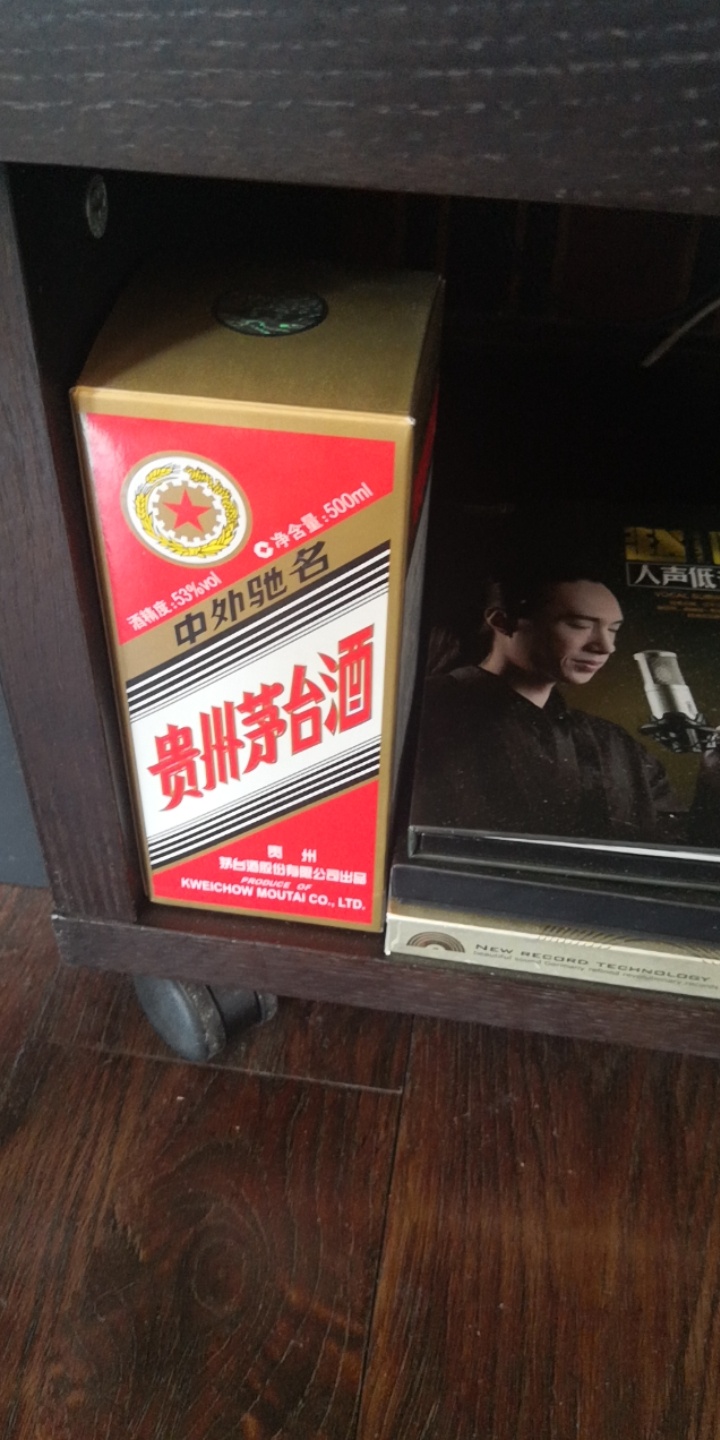 净含量:500ml
酒精度:53%vol
中外驰名
贵州茅台酒
贵 州
茅台酒股份有限公司出品
PRODUCE OF
KWEICHOW MOUTAI CO., LTD.
人声低
NEW RECORD TECHNOLOGY